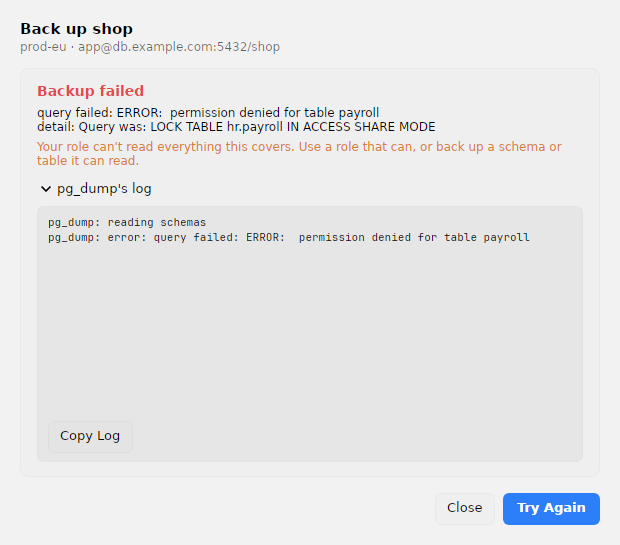 Back up shop
prod-eu · app@db.example.com:5432/shop
Backup failed
query failed: ERROR:  permission denied for table payroll
detail: Query was: LOCK TABLE hr.payroll IN ACCESS SHARE MODE
Your role can't read everything this covers. Use a role that can, or back up a schema or
table it can read.
pg_dump's log
pg_dump: reading schemas
pg_dump: error: query failed: ERROR:  permission denied for table payroll
Copy Log
Close
Try Again